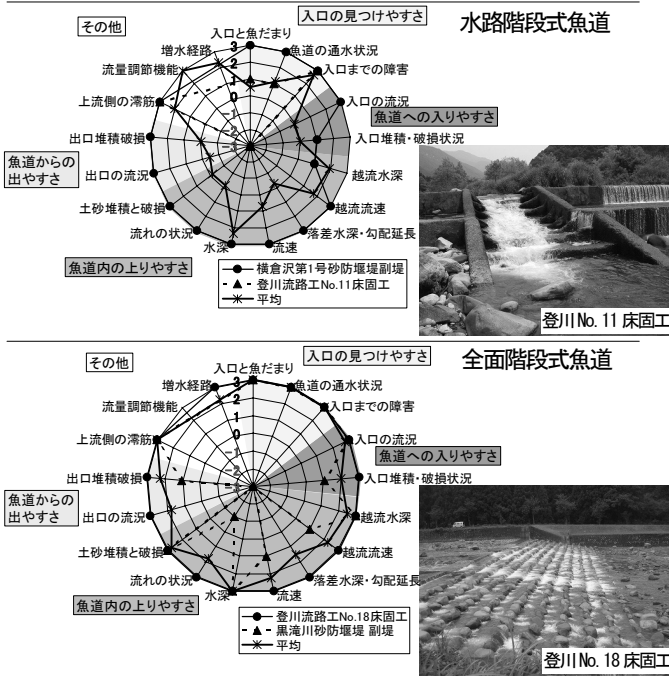 水路階段式魚道
その他
入口の見つけやすさ
入口と魚だまり
魚道の通水状況
入口までの障害
入口の流況
魚道への入りやすさ
入口堆積・破損状況
越流水深
越流流速
落差水深・勾配延長
流速
水深
流れの状況
土砂堆積と破損
出口の流況
出口堆積破損
上流側の澪筋
流量調節機能
増水経路
3
2
1
0
-1
-2
-3
魚道からの
出やすさ
魚道内の上りやすさ
横倉沢第1号砂防堰堤副堤
登川流路工No.11床固工
平均
登川No.11床固工
全面階段式魚道
その他
入口の見つけやすさ
入口と魚だまり
魚道の通水状況
入口までの障害
入口の流況
魚道への入りやすさ
入口堆積・破損状況
越流水深
越流流速
落差水深・勾配延長
流速
水深
流れの状況
土砂堆積と破損
出口の流況
出口堆積破損
上流側の澪筋
流量調節機能
増水経路
3
2
1
0
-1
-2
-3
魚道からの
出やすさ
魚道内の上りやすさ
登川流路工No.18床固工
黒滝川砂防堰堤 副堤
平均
登川No.18床固工